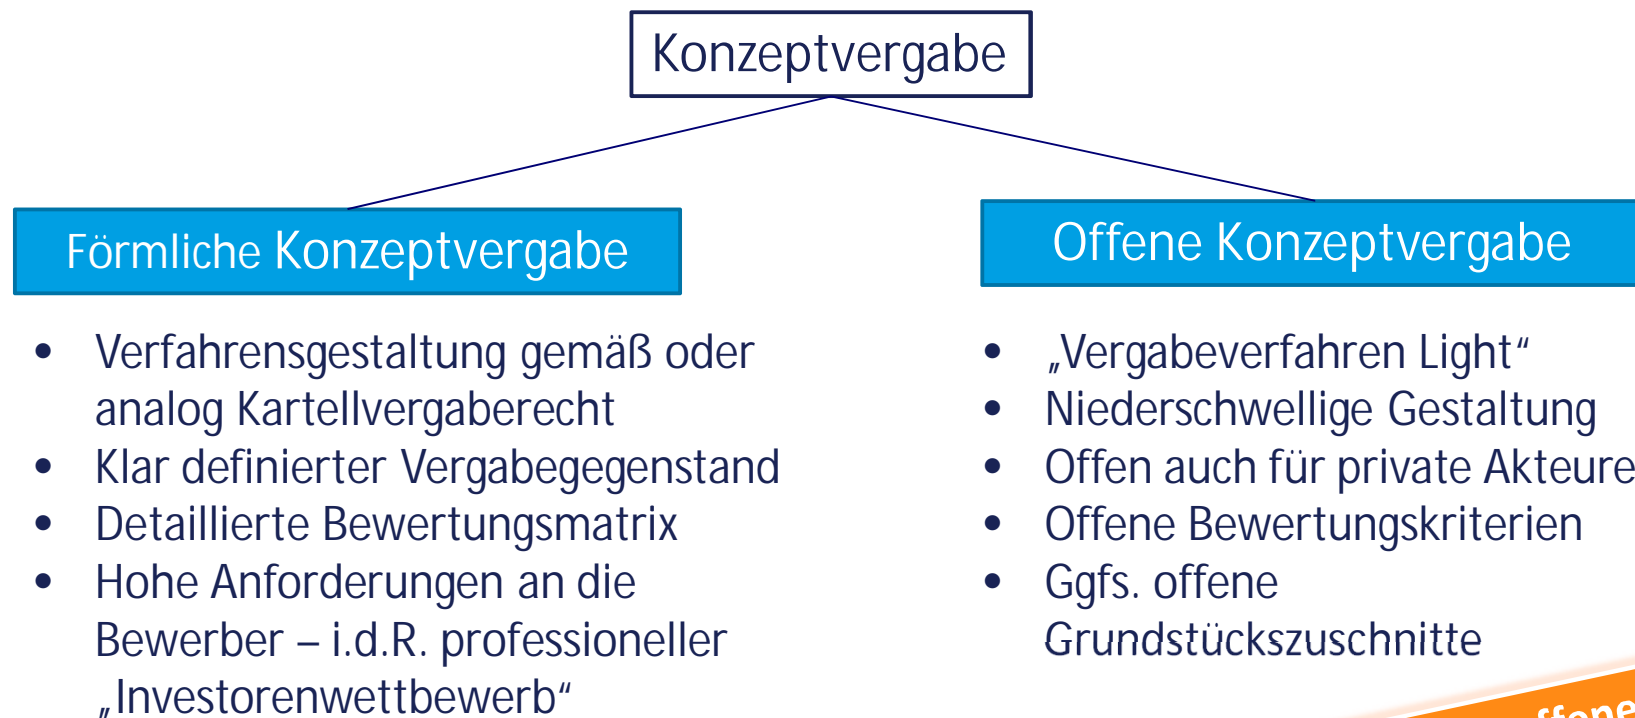 Konzeptvergabe
Förmliche Konzeptvergabe
• Verfahrensgestaltung gemäß oder
analog Kartellvergaberecht
• Klar definierter Vergabegegenstand
• Detaillierte Bewertungsmatrix
• Hohe Anforderungen an die
Bewerber – i.d.R. professioneller
„Investorenwettbewerb“
Offene Konzeptvergabe
• „Vergabeverfahren Light“
• Niederschwellige Gestaltung
• Offen auch für private Akteure
• Offene Bewertungskriterien
• Ggfs. offene
Grundstückszuschnitte